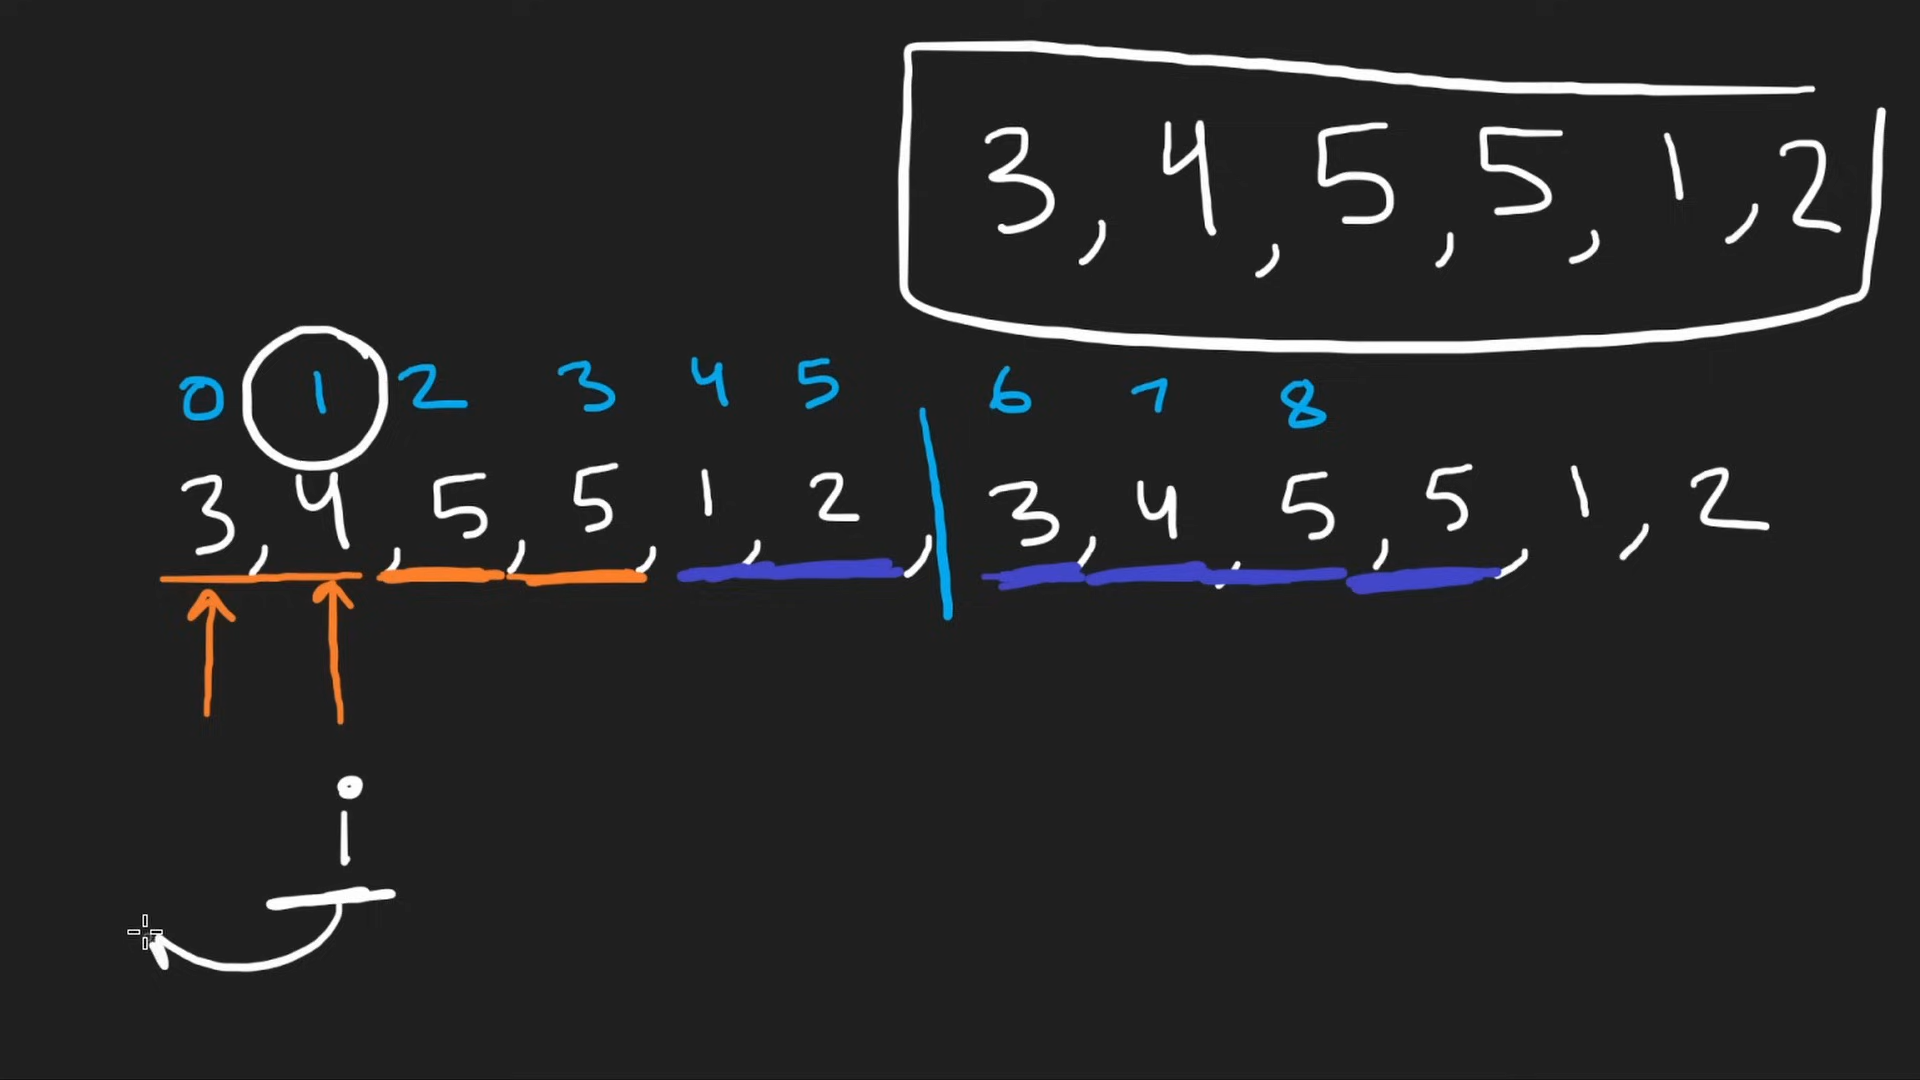 3, 4, 5, 5, 1, 2
0 1 2 3 4 5 6 7 8
3, 4, 5, 5, 1, 2, 3, 4, 5, 5, 1, 2
i